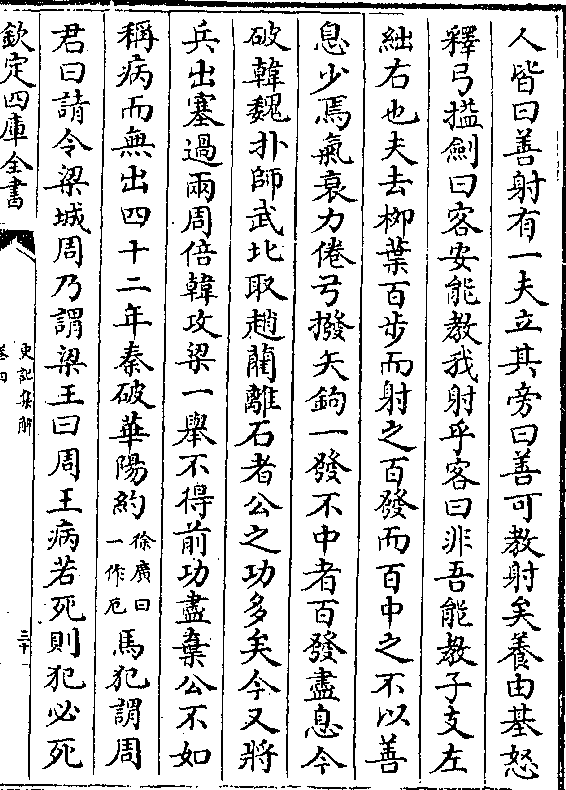 人皆曰善射有一夫立其旁曰善可教射矣養由基怒
釋弓搤劍曰客安能教我射乎客曰非吾能教子支左
絀右也夫去柳葉百步而射之百發而百中之不以善
息少焉氣衰力倦弓撥矢鉤一發不中者百發盡息今
破韓魏扑師武北取趙藺離石者公之功多矣今又將
兵出塞過兩周倍韓攻梁一舉不得前功盡棄公不如
稱病而無出四十二年秦破華陽約徐廣曰一作厄馬犯謂周
君曰請令梁城周乃謂梁王曰周王病若死則犯必死
欽定四庫全書
史記集解
卷四
三十